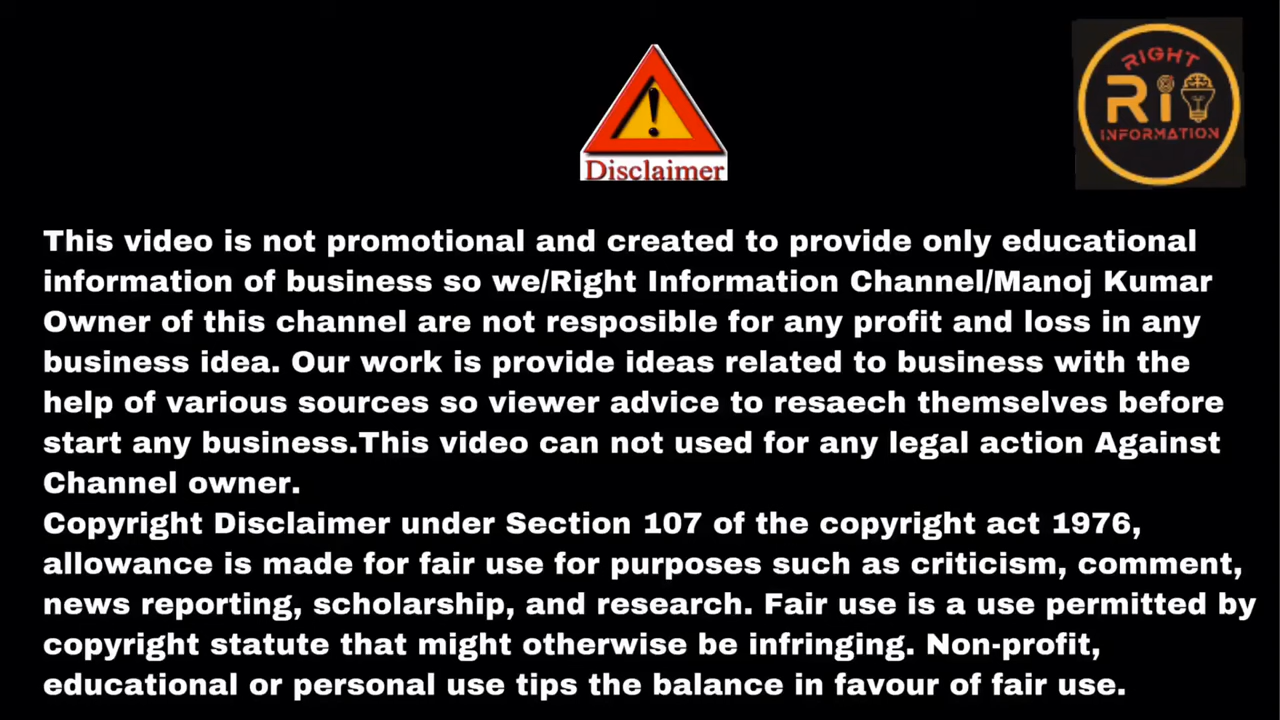 Disclaimer
RIGHT
Ri
INFORMATION
This video is not promotional and created to provide only educational
information of business so we/Right Information Channel/Manoj Kumar
Owner of this channel are not resposible for any profit and loss in any
business idea. Our work is provide ideas related to business with the
help of various sources so viewer advice to resaech themselves before
start any business.This video can not used for any legal action Against
Channel owner.
Copyright Disclaimer under Section 107 of the copyright act 1976,
allowance is made for fair use for purposes such as criticism, comment,
news reporting, scholarship, and research. Fair use is a use permitted by
copyright statute that might otherwise be infringing. Non-profit,
educational or personal use tips the balance in favour of fair use.